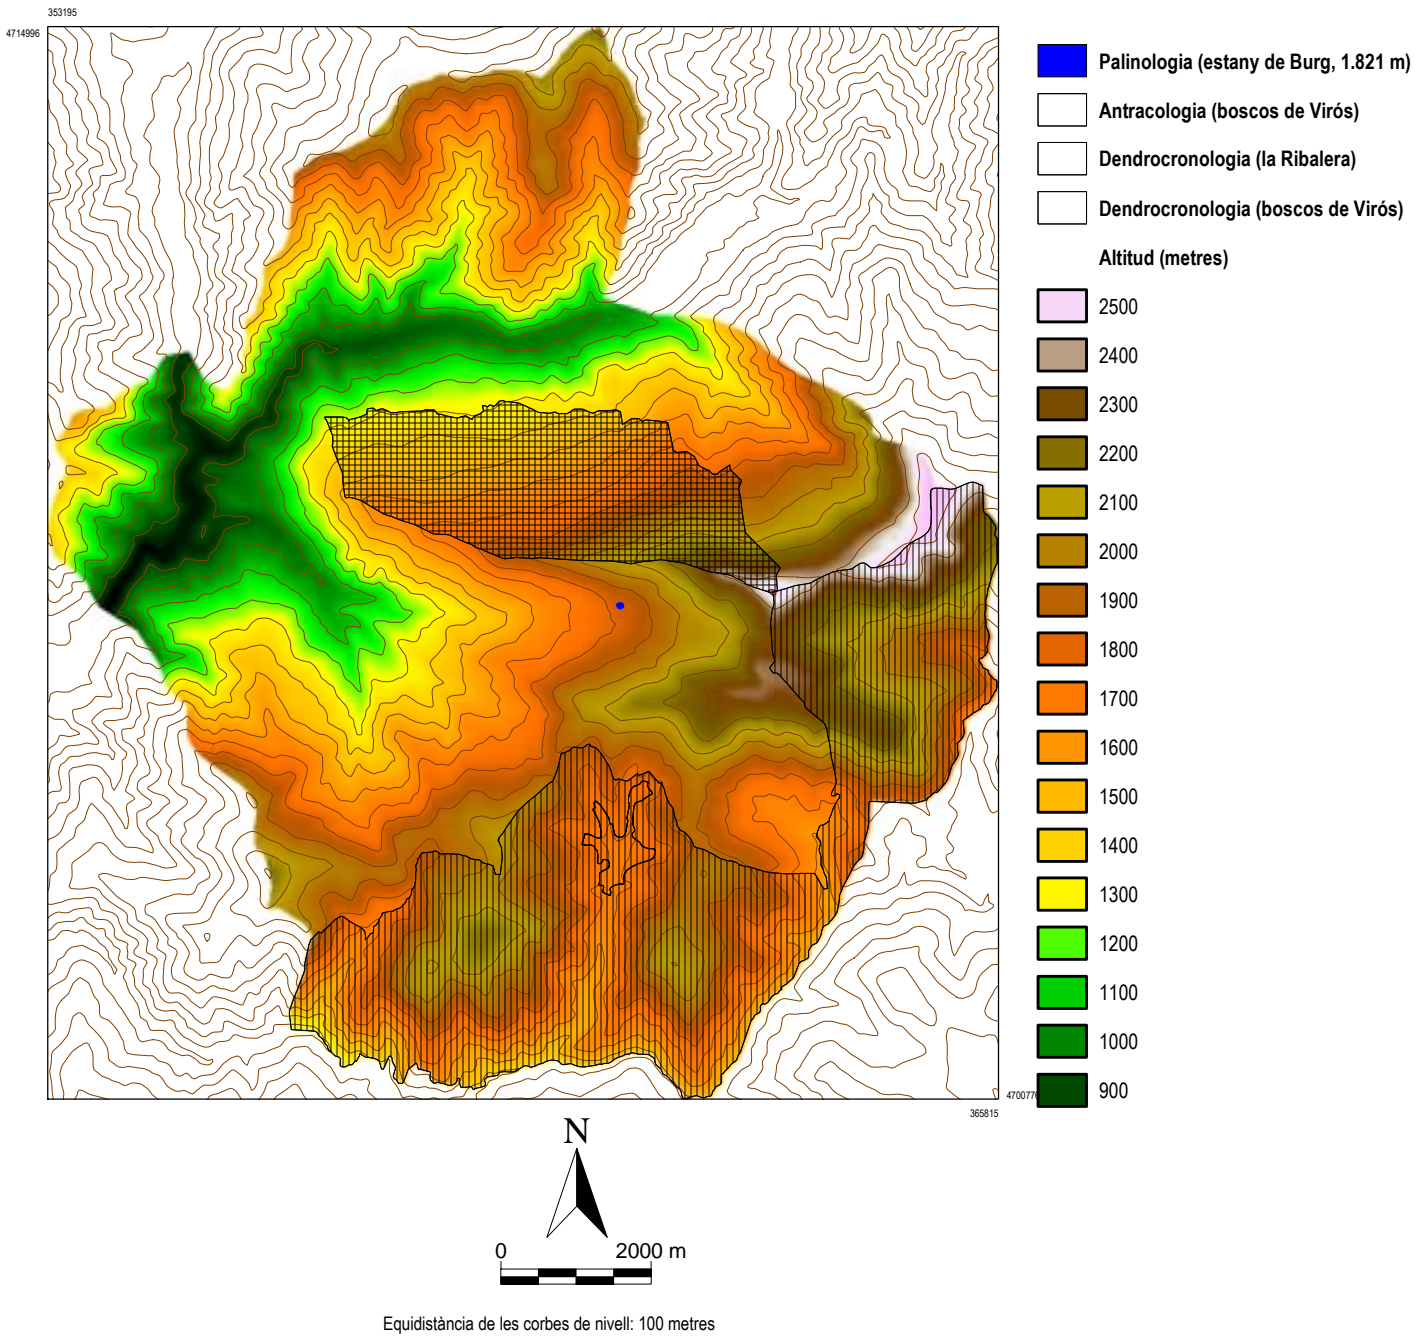 353195
4714996
Palinologia (estany de Burg, 1.821 m)
Antracologia (boscos de Virós)
Dendrocronologia (la Ribalera)
Dendrocronologia (boscos de Virós)
Altitud (metres)
2500
2400
2300
2200
2100
2000
1900
1800
1700
1600
1500
1400
1300
1200
1100
1000
900
4700776
365815
N
0 2000 m
Equidistància de les corbes de nivell: 100 metres